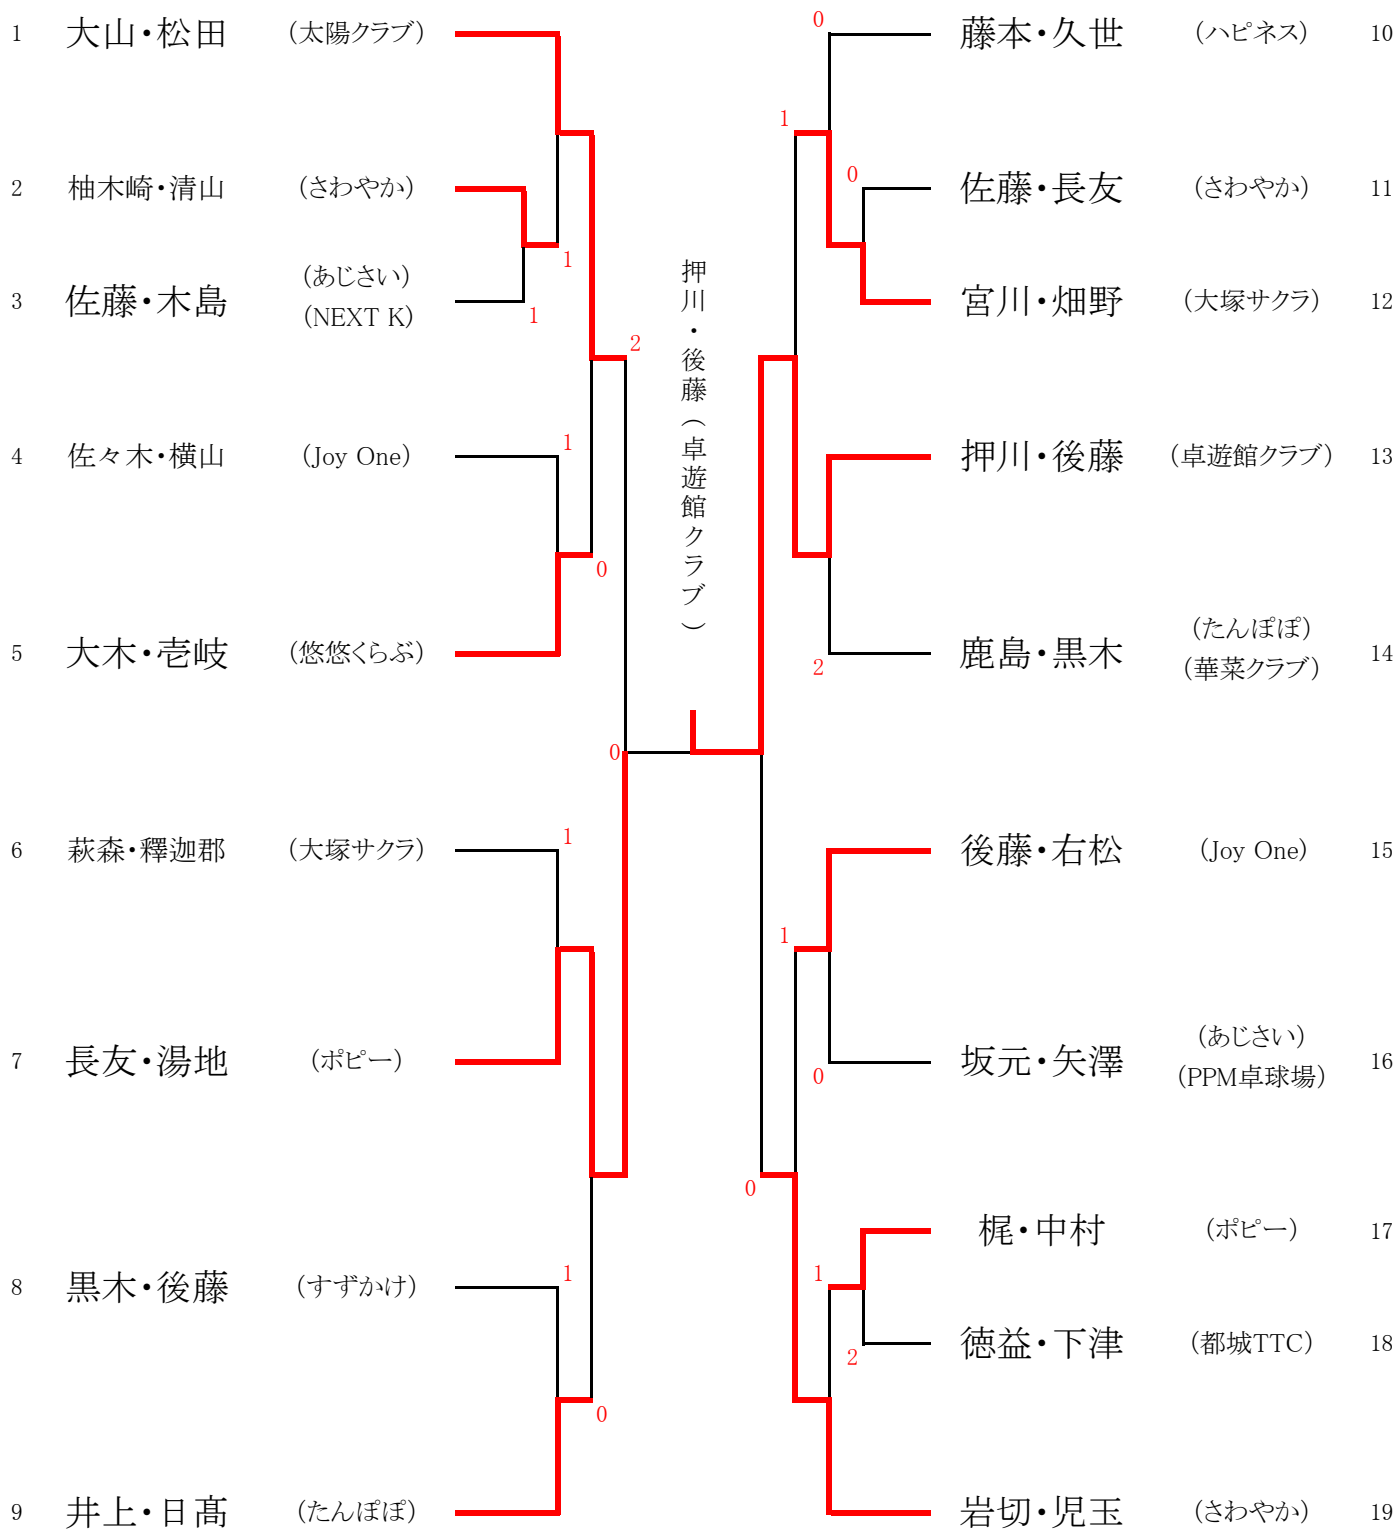 1 大山・松田 (太陽クラブ)
2 柚木崎・清山 (さわやか)
3 佐藤・木島 (あじさい)
(NEXT K)
4 佐々木・横山 (Joy One)
5 大木・壱岐 (悠悠くらぶ)
6 萩森・釋迦郡 (大塚サクラ)
7 長友・湯地 (ポピー)
8 黒木・後藤 (すずかけ)
9 井上・日髙 (たんぽぽ)
1
1
2
1
0
0
1
1
0
押川・後藤(卓遊館クラブ)
0
1
0
2
1
0
0
1
2
藤本・久世 (ハピネス) 10
佐藤・長友 (さわやか) 11
宮川・畑野 (大塚サクラ) 12
押川・後藤 (卓遊館クラブ) 13
鹿島・黒木 (たんぽぽ)
(華菜クラブ) 14
後藤・右松 (Joy One) 15
坂元・矢澤 (あじさい)
(PPM卓球場) 16
梶・中村 (ポピー) 17
徳益・下津 (都城TTC) 18
岩切・児玉 (さわやか) 19